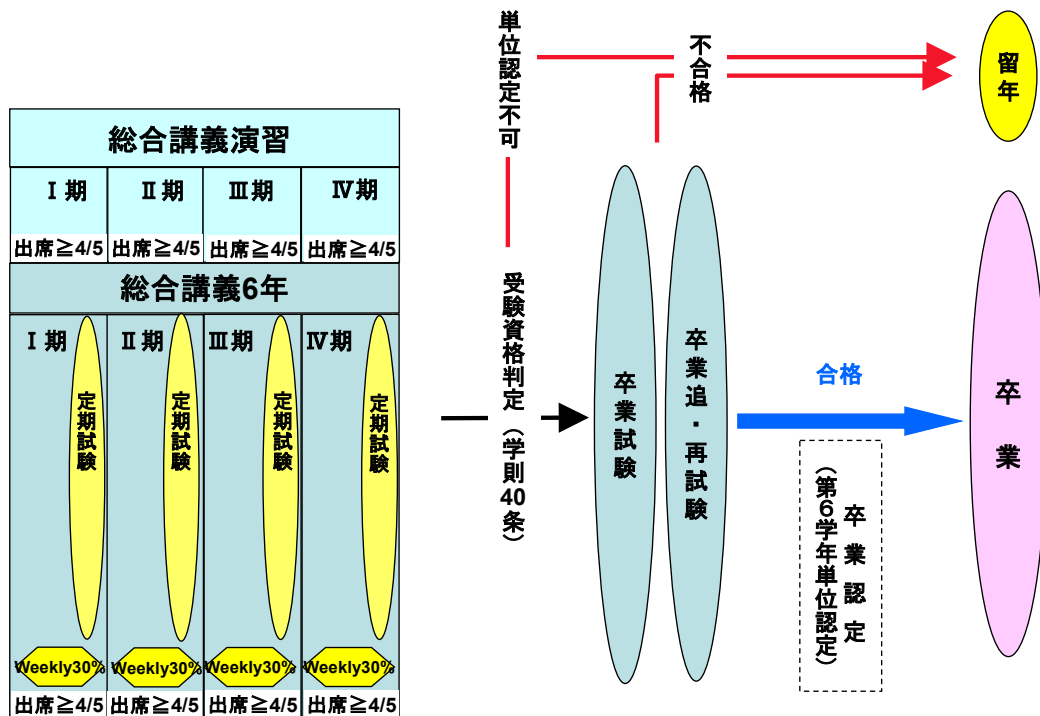 総合講義演習
Ⅰ期
Ⅱ期
Ⅲ期
Ⅳ期
出席≧4/5
出席≧4/5
出席≧4/5
出席≧4/5
総合講義6年
Ⅰ期
Ⅱ期
Ⅲ期
Ⅳ期
定期試験
定期試験
定期試験
定期試験
Weekly30%
Weekly30%
Weekly30%
Weekly30%
出席≧4/5
出席≧4/5
出席≧4/5
出席≧4/5
単位認定不可
受験資格判定(学則40条)
不合格
卒業試験
卒業追・再試験
合格
卒業認定
(第6学年単位認定)
留年
卒業